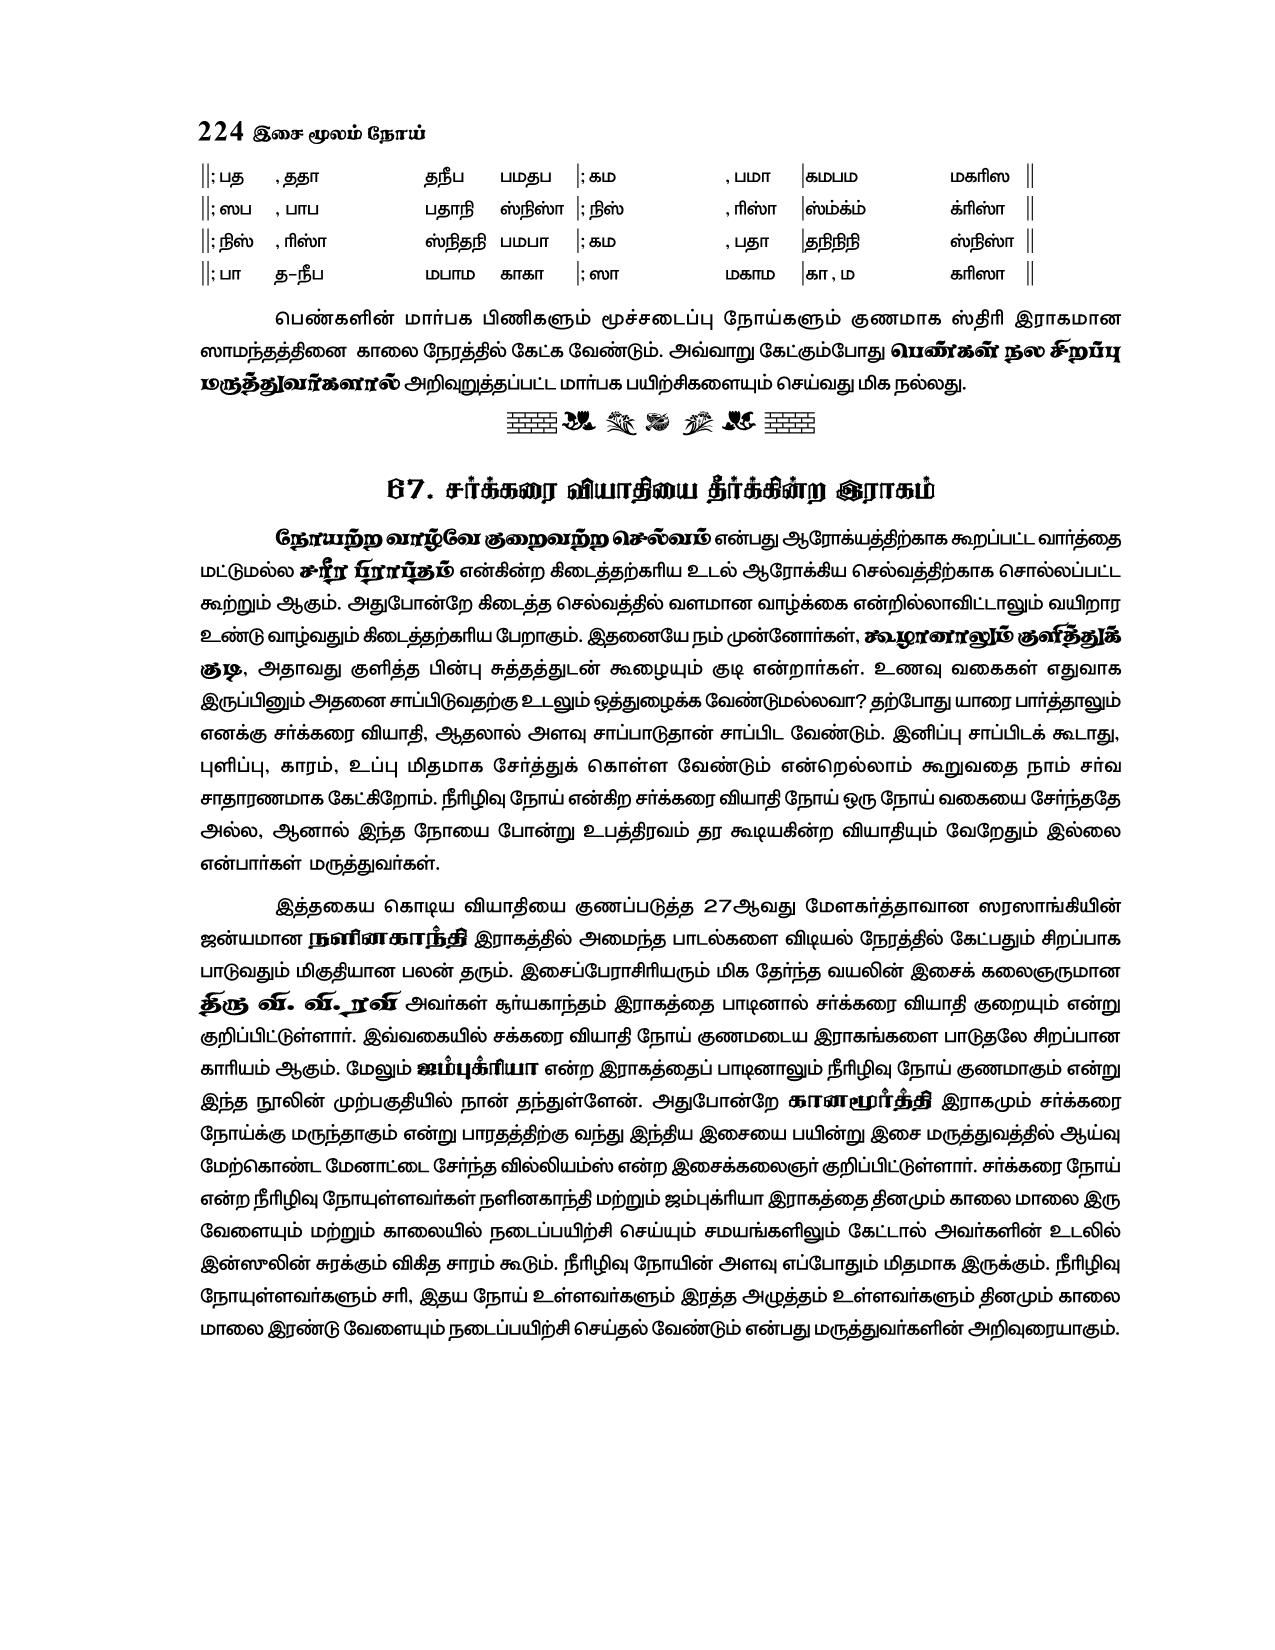 224 இசை மூலம் நோய்
||; பத , ததா தநீப பமதப |; கம , பமா |கமபம மகரிஸ ||
||; ஸப , பாப பதாநி ஸ்நிஸா |; நிஸ் , ரிஸா |ஸ்ம்க்ம் க்ரிஸா ||
||; நிஸ் , ரிஸா ஸ்நிதநி பமபா |; கம , பதா |தநிநிநி ஸ்நிஸா ||
||; பா த–நீப மபாம காகா |; ஸா மகாம |கா , ம கரிஸா ||
பெண்களின் மார்பக பிணிகளும் மூச்சடைப்பு நோய்களும் குணமாக ஸ்திரி இராகமான
ஸாமந்தத்தினை காலை நேரத்தில் கேட்க வேண்டும். அவ்வாறு கேட்கும்போது பெண்கள் நல சிறப்பு
மருத்துவர்களால் அறிவுறுத்தப்பட்ட மார்பக பயிற்சிகளையும் செய்வது மிக நல்லது.
67. சர்க்கரை வியாதியை தீர்க்கின்ற இராகம்
நோயற்ற வாழ்வே குறைவற்ற செல்வம் என்பது ஆரோக்யத்திற்காக கூறப்பட்ட வார்த்தை
மட்டுமல்ல சரீர பிராப்தம் என்கின்ற கிடைத்தற்கரிய உடல் ஆரோக்கிய செல்வத்திற்காக சொல்லப்பட்ட
கூற்றும் ஆகும். அதுபோன்றே கிடைத்த செல்வத்தில் வளமான வாழ்க்கை என்றில்லாவிட்டாலும் வயிறார
உண்டு வாழ்வதும் கிடைத்தற்கரிய பேறாகும். இதனையே நம் முன்னோர்கள், கூழானாலும் குளித்துக்
குடி, அதாவது குளித்த பின்பு சுத்தத்துடன் கூழையும் குடி என்றார்கள். உணவு வகைகள் எதுவாக
இருப்பினும் அதனை சாப்பிடுவதற்கு உடலும் ஒத்துழைக்க வேண்டுமல்லவா? தற்போது யாரை பார்த்தாலும்
எனக்கு சர்க்கரை வியாதி, ஆதலால் அளவு சாப்பாடுதான் சாப்பிட வேண்டும். இனிப்பு சாப்பிடக் கூடாது,
புளிப்பு, காரம், உப்பு மிதமாக சேர்த்துக் கொள்ள வேண்டும் என்றெல்லாம் கூறுவதை நாம் சர்வ
சாதாரணமாக கேட்கிறோம். நீரிழிவு நோய் என்கிற சர்க்கரை வியாதி நோய் ஒரு நோய் வகையை சேர்ந்ததே
அல்ல, ஆனால் இந்த நோயை போன்று உபத்திரவம் தர கூடியகின்ற வியாதியும் வேறேதும் இல்லை
என்பார்கள் மருத்துவர்கள்.
இத்தகைய கொடிய வியாதியை குணப்படுத்த 27ஆவது மேளகர்த்தாவான ஸரஸாங்கியின்
ஜன்யமான நளினகாந்தி இராகத்தில் அமைந்த பாடல்களை விடியல் நேரத்தில் கேட்பதும் சிறப்பாக
பாடுவதும் மிகுதியான பலன் தரும். இசைப்பேராசிரியரும் மிக தேர்ந்த வயலின் இசைக் கலைஞருமான
திரு வி. வி. ரவி அவர்கள் சூர்யகாந்தம் இராகத்தை பாடினால் சர்க்கரை வியாதி குறையும் என்று
குறிப்பிட்டுள்ளார். இவ்வகையில் சக்கரை வியாதி நோய் குணமடைய இராகங்களை பாடுதலே சிறப்பான
காரியம் ஆகும். மேலும் ஜம்புக்ரியா என்ற இராகத்தைப் பாடினாலும் நீரிழிவு நோய் குணமாகும் என்று
இந்த நூலின் முற்பகுதியில் நான் தந்துள்ளேன். அதுபோன்றே கானமூர்த்தி இராகமும் சர்க்கரை
நோய்க்கு மருந்தாகும் என்று பாரதத்திற்கு வந்து இந்திய இசையை பயின்று இசை மருத்துவத்தில் ஆய்வு
மேற்கொண்ட மேனாட்டை சேர்ந்த வில்லியம்ஸ் என்ற இசைக்கலைஞர் குறிப்பிட்டுள்ளார். சர்க்கரை நோய்
என்ற நீரிழிவு நோயுள்ளவர்கள் நளினகாந்தி மற்றும் ஜம்புக்ரியா இராகத்தை தினமும் காலை மாலை இரு
வேளையும் மற்றும் காலையில் நடைப்பயிற்சி செய்யும் சமயங்களிலும் கேட்டால் அவர்களின் உடலில்
இன்ஸுலின் சுரக்கும் விகித சாரம் கூடும். நீரிழிவு நோயின் அளவு எப்போதும் மிதமாக இருக்கும். நீரிழிவு
நோயுள்ளவர்களும் சரி, இதய நோய் உள்ளவர்களும் இரத்த அழுத்தம் உள்ளவர்களும் தினமும் காலை
மாலை இரண்டு வேளையும் நடைப்பயிற்சி செய்தல் வேண்டும் என்பது மருத்துவர்களின் அறிவுரையாகும்.